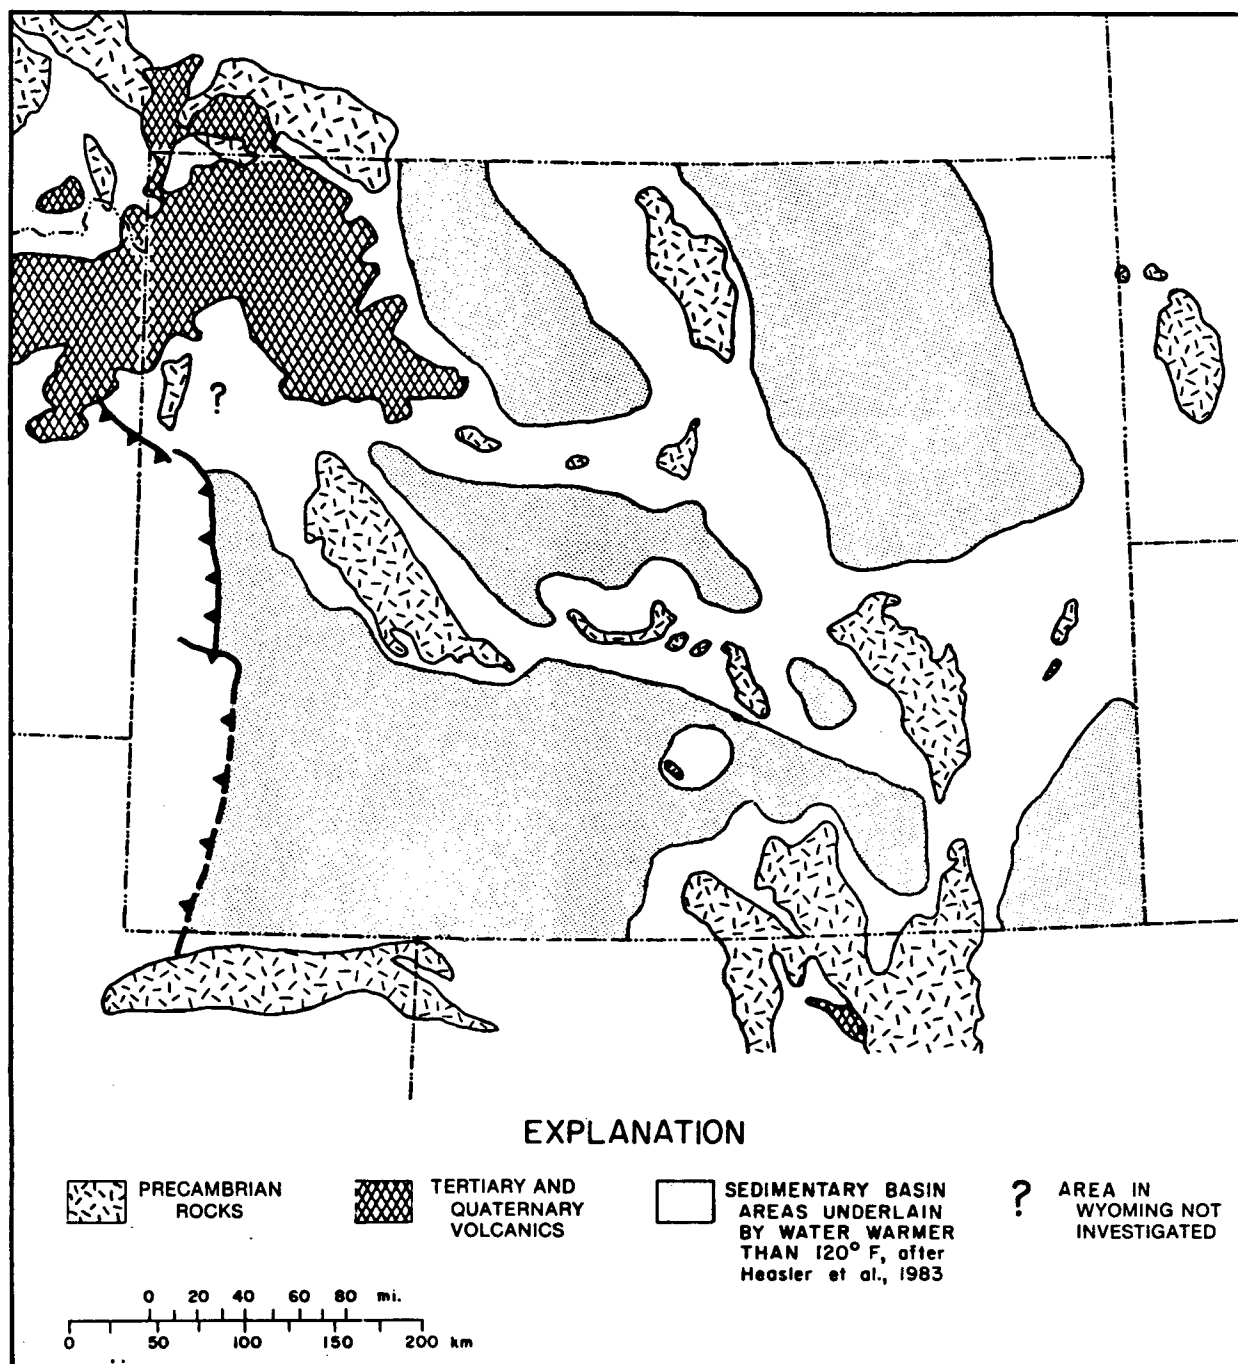 ?
EXPLANATION
PRECAMBRIAN
ROCKS
TERTIARY AND
QUATERNARY
VOLCANICS
SEDIMENTARY BASIN
AREAS UNDERLAIN
BY WATER WARMER
THAN 120° F, after
Heasler et al., 1983
?
AREA IN
WYOMING NOT
INVESTIGATED
0 20 40 60 80 mi.
0 50 100 150 200 km